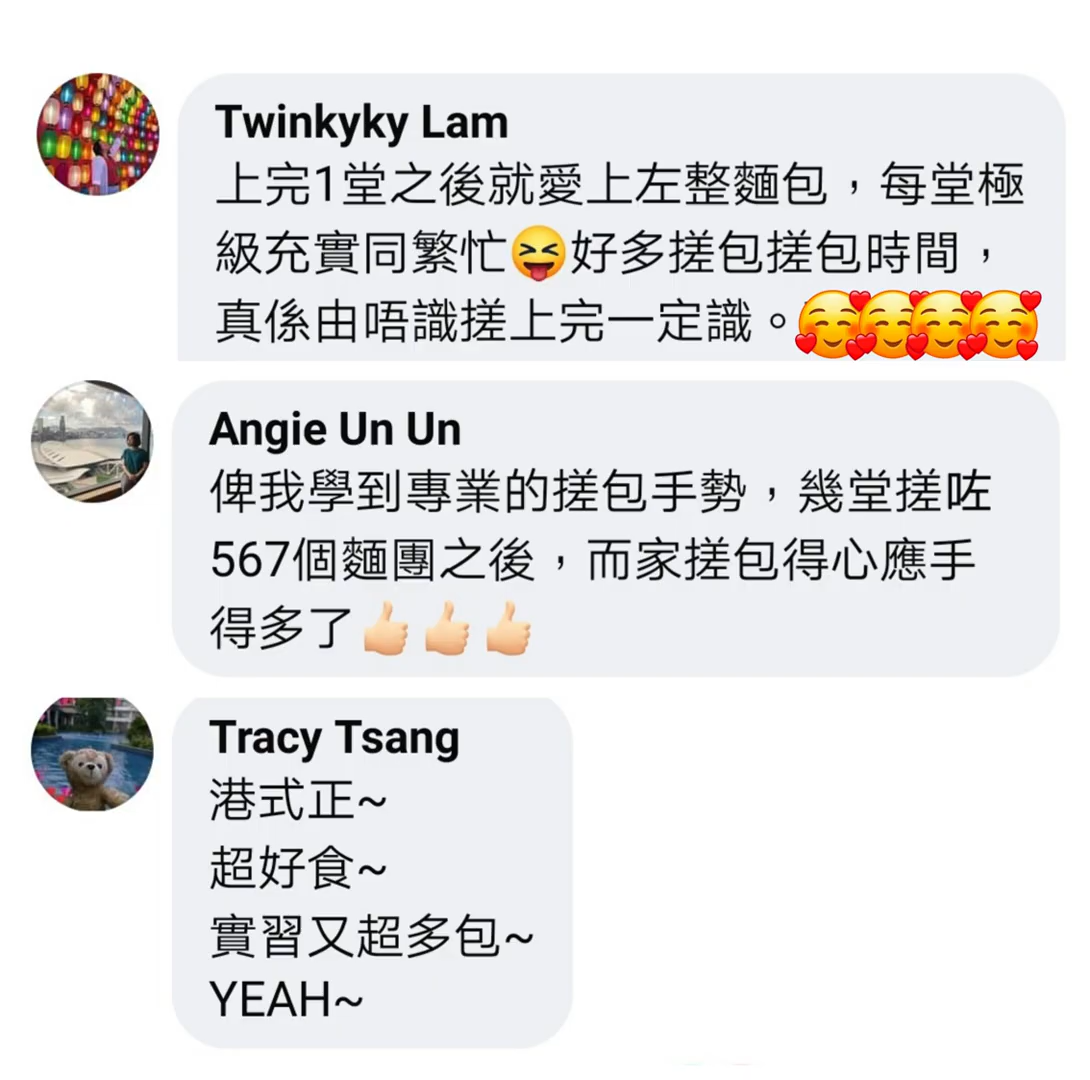 Twinkyky Lam
上完1堂之後就愛上左整麵包，每堂極
級充實同繁忙😝好多搓包搓包時間，
真係由唔識搓上完一定識。🥰🥰🥰🥰
Angie Un Un
俾我學到專業的搓包手勢，幾堂搓咗
567個麵團之後，而家搓包得心應手
得多了👍🏻👍🏻👍🏻
Tracy Tsang
港式正~
超好食~
實習又超多包~
YEAH~